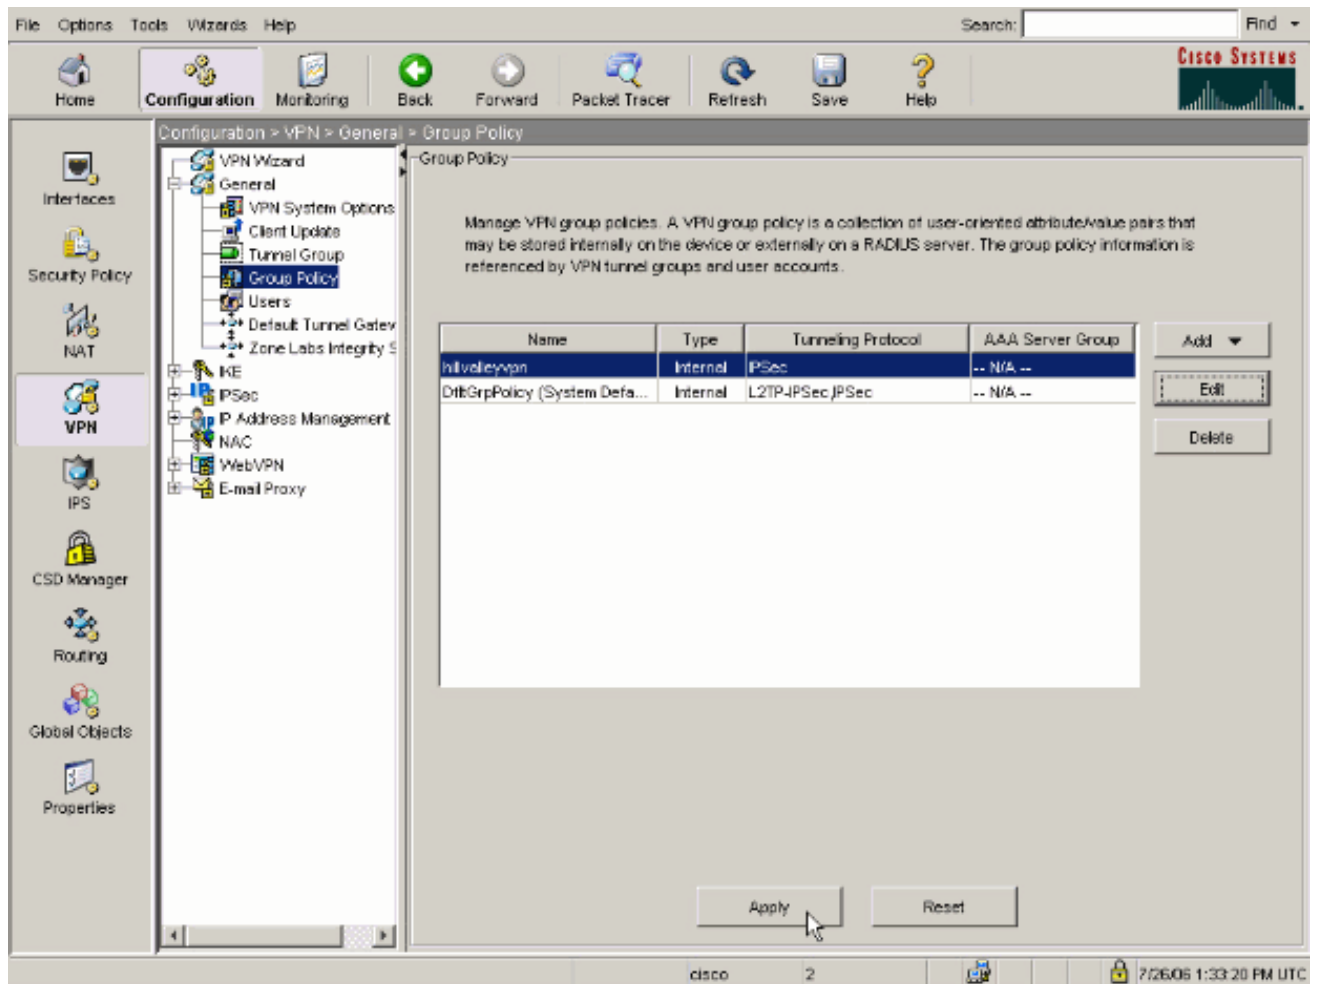 File Options Tools Wizards Help Search: Find
Home Configuration Monitoring Back Forward Packet Tracer Refresh Save Help
CISCO SYSTEMS
Configuration > VPN > General > Group Policy
Interfaces
Security Policy
NAT
VPN
IPS
CSD Manager
Routing
Global Objects
Properties
VPN Wizard
General
VPN System Options
Client Update
Tunnel Group
Group Policy
Users
Default Tunnel Gatew
Zone Labs Integrity S
IKE
IPSec
IP Address Management
NAC
WebVPN
E-mail Proxy
Group Policy
Manage VPN group policies. A VPN group policy is a collection of user-oriented attribute/value pairs that
may be stored internally on the device or externally on a RADIUS server. The group policy information is
referenced by VPN tunnel groups and user accounts.
Name Type Tunneling Protocol AAA Server Group
hillvalleyvpn Internal IPSec -- N/A --
DfltGrpPolicy (System Defa... Internal L2TP-IPSec,IPSec -- N/A --
Add
Edit
Delete
Apply Reset
cisco 2 7/26/06 1:33:20 PM UTC